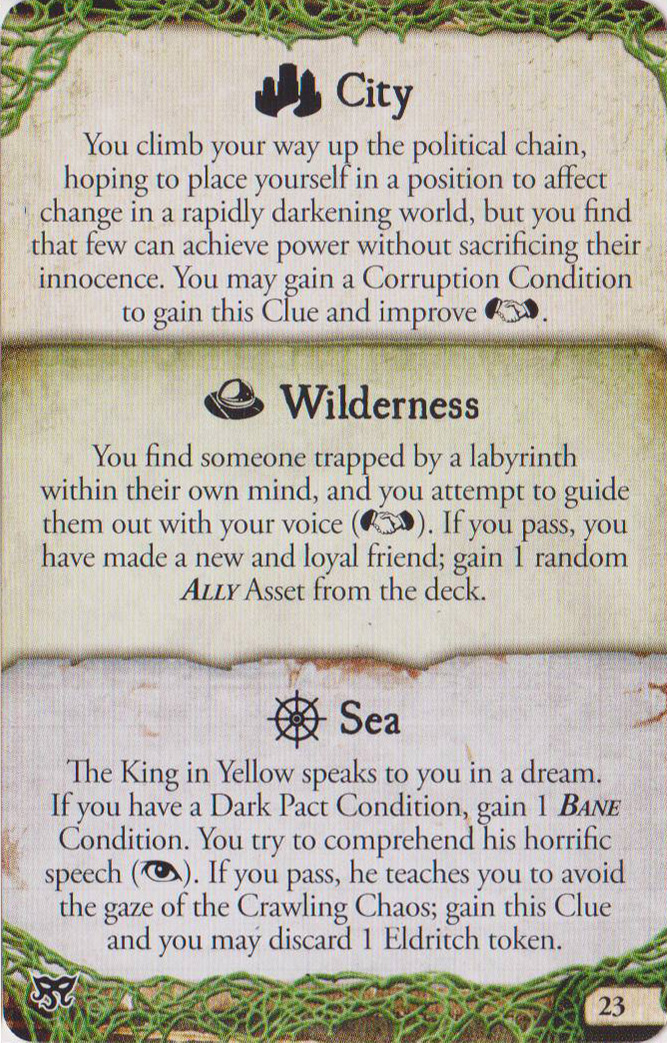 City
You climb your way up the political chain,
hoping to place yourself in a position to affect
change in a rapidly darkening world, but you find
that few can achieve power without sacrificing their
innocence. You may gain a Corruption Condition
to gain this Clue and improve .
Wilderness
You find someone trapped by a labyrinth
within their own mind, and you attempt to guide
them out with your voice ( ). If you pass, you
have made a new and loyal friend; gain 1 random
ALLY Asset from the deck.
Sea
The King in Yellow speaks to you in a dream.
If you have a Dark Pact Condition, gain 1 BANE
Condition. You try to comprehend his horrific
speech ( ). If you pass, he teaches you to avoid
the gaze of the Crawling Chaos; gain this Clue
and you may discard 1 Eldritch token.
23